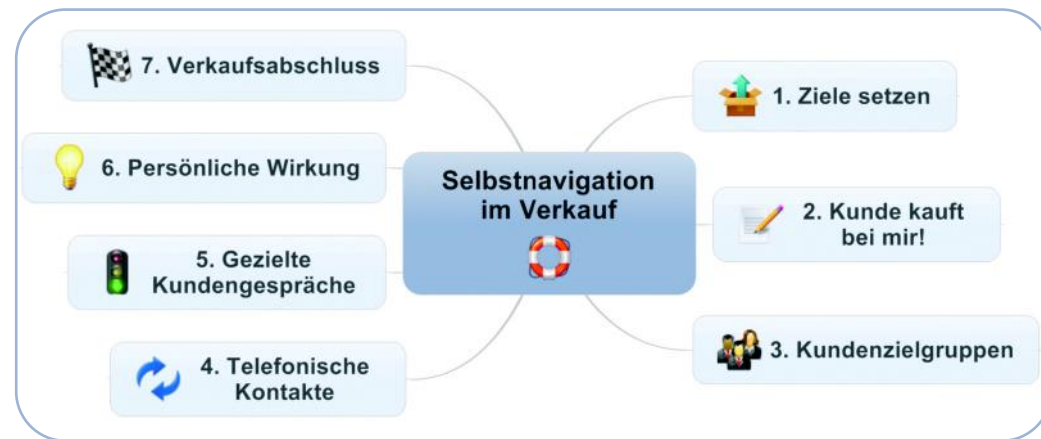 Selbstnavigation
im Verkauf
1. Ziele setzen
2. Kunde kauft
bei mir!
3. Kundenzielgruppen
4. Telefonische
Kontakte
5. Gezielte
Kundengespräche
6. Persönliche Wirkung
7. Verkaufsabschluss